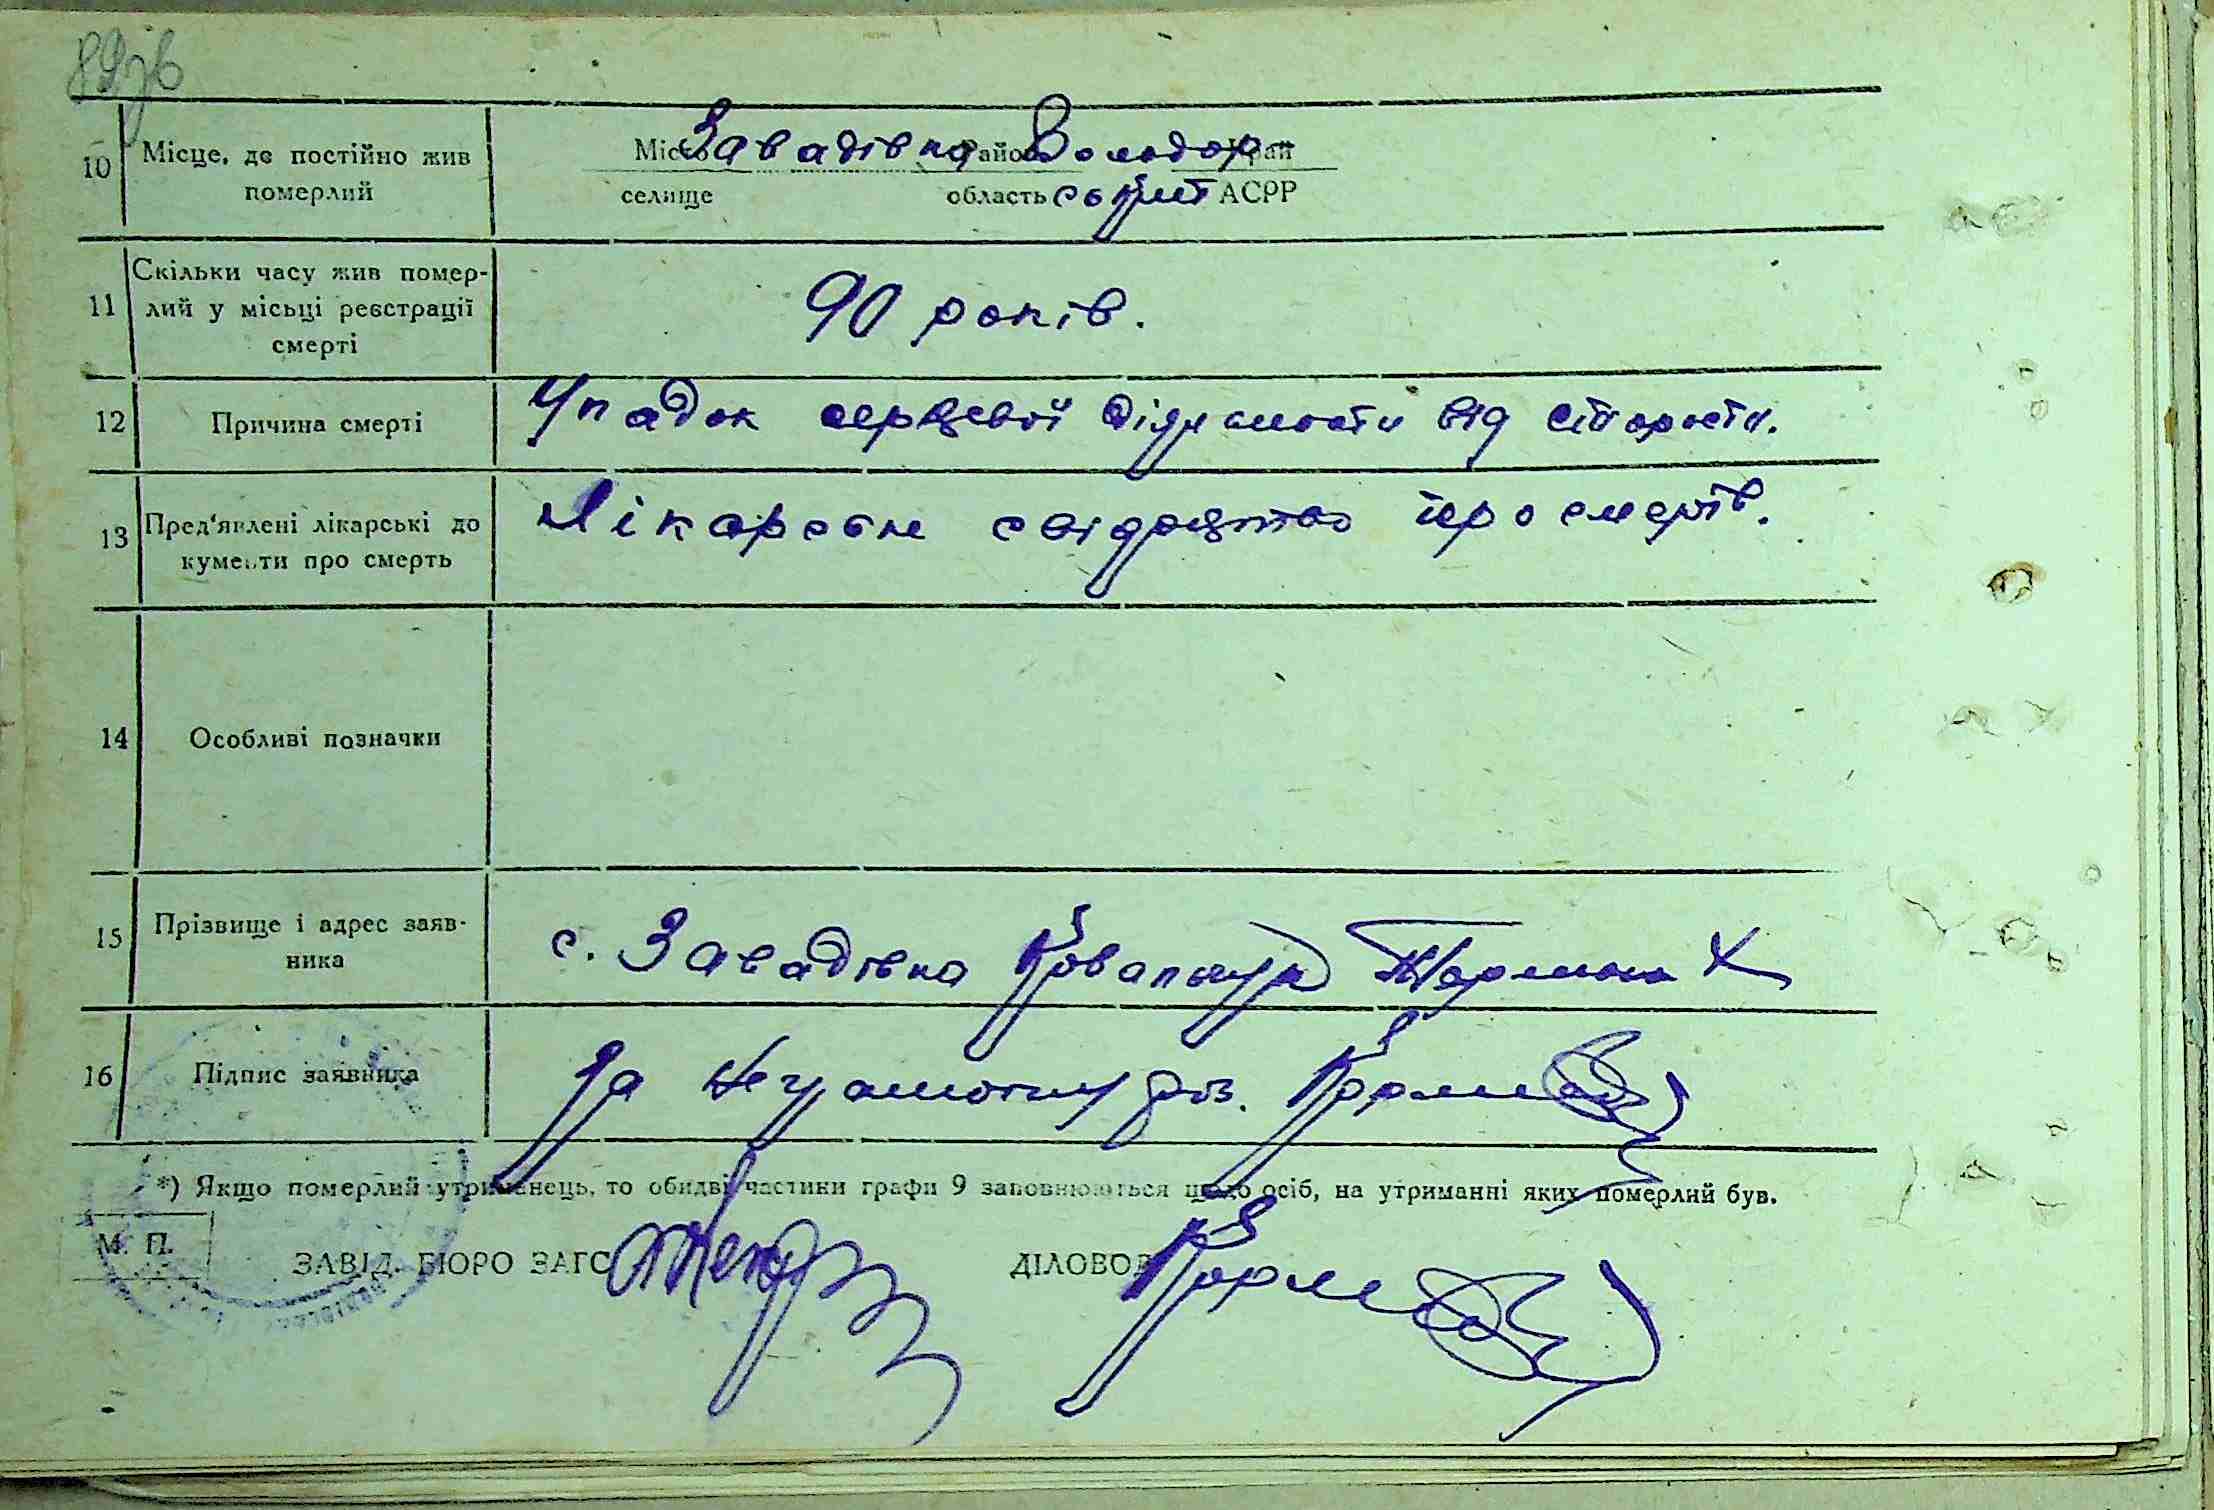 89зв
10 Місце, де постійно жив померлий
Місто Завадівка район Володар- край
селище область ський АСРР
11 Скільки часу жив помер-
лий у місьці реєстрації
смерті
90 років.
12 Причина смерті
Упадок серцевої діяльности від старости.
13 Пред'явлені лікарські до
кументи про смерть
Лікарське свідоцтво про смерть.
14 Особливі позначки
15 Прізвище і адрес заяв-
ника
с. Завадівка Ковальчук
16 Підпис заявника
За неграмотну роз.
*) Якщо померлий утриманець, то обидві частини графи 9 заповнюються щодо осіб, на утриманні яких померлий був.
М. П.
ЗАВІД. БЮРО ЗАГС ДІЛОВОД